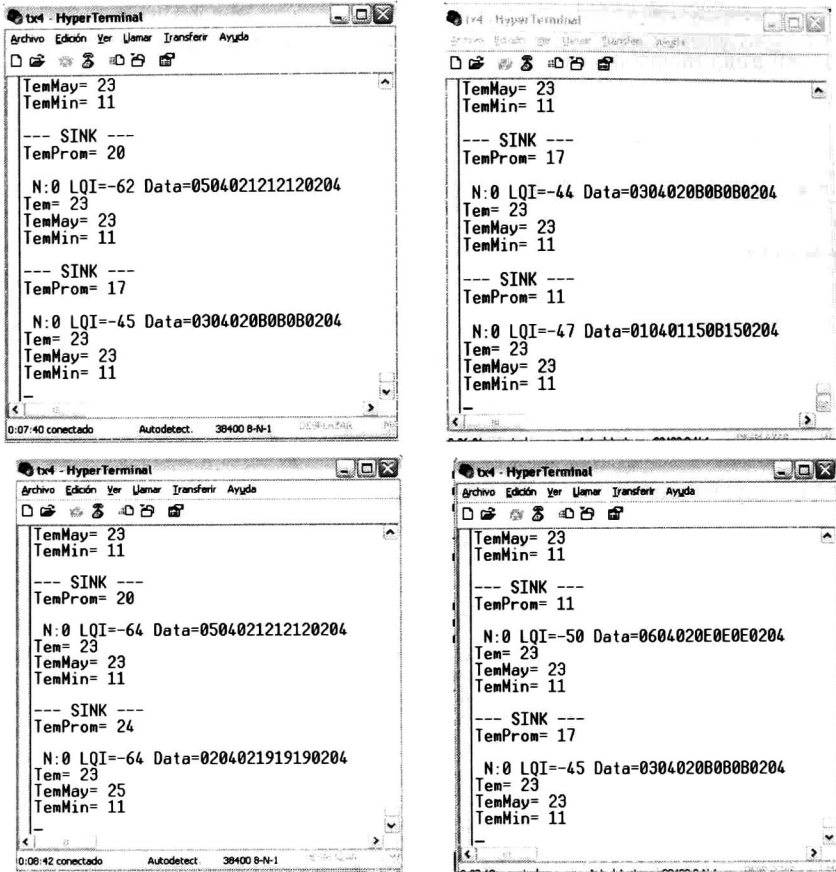 tx4 - HyperTerminal
Archivo Edición Ver Llamar Transferir Ayuda
TemMay= 23
TemMin= 11
--- SINK ---
TemProm= 20
N:0 LQI=-62 Data=0504021212120204
Tem= 23
TemMay= 23
TemMin= 11
--- SINK ---
TemProm= 17
N:0 LQI=-45 Data=0304020B0B0B0204
Tem= 23
TemMay= 23
TemMin= 11
0:07:40 conectado Autodetect. 38400 8-N-1 DESPLAZAR
tx4 - HyperTerminal
Archivo Edición Ver Llamar Transferir Ayuda
TemMay= 23
TemMin= 11
--- SINK ---
TemProm= 17
N:0 LQI=-44 Data=0304020B0B0B0204
Tem= 23
TemMay= 23
TemMin= 11
--- SINK ---
TemProm= 11
N:0 LQI=-47 Data=010401150B150204
Tem= 23
TemMay= 23
TemMin= 11
tx4 - HyperTerminal
Archivo Edición Ver Llamar Transferir Ayuda
TemMay= 23
TemMin= 11
--- SINK ---
TemProm= 20
N:0 LQI=-64 Data=0504021212120204
Tem= 23
TemMay= 23
TemMin= 11
--- SINK ---
TemProm= 24
N:0 LQI=-64 Data=0204021919190204
Tem= 23
TemMay= 25
TemMin= 11
0:08:42 conectado Autodetect. 38400 8-N-1
tx4 - HyperTerminal
Archivo Edición Ver Llamar Transferir Ayuda
TemMay= 23
TemMin= 11
--- SINK ---
TemProm= 11
N:0 LQI=-50 Data=0604020E0E0E0204
Tem= 23
TemMay= 23
TemMin= 11
--- SINK ---
TemProm= 17
N:0 LQI=-45 Data=0304020B0B0B0204
Tem= 23
TemMay= 23
TemMin= 11